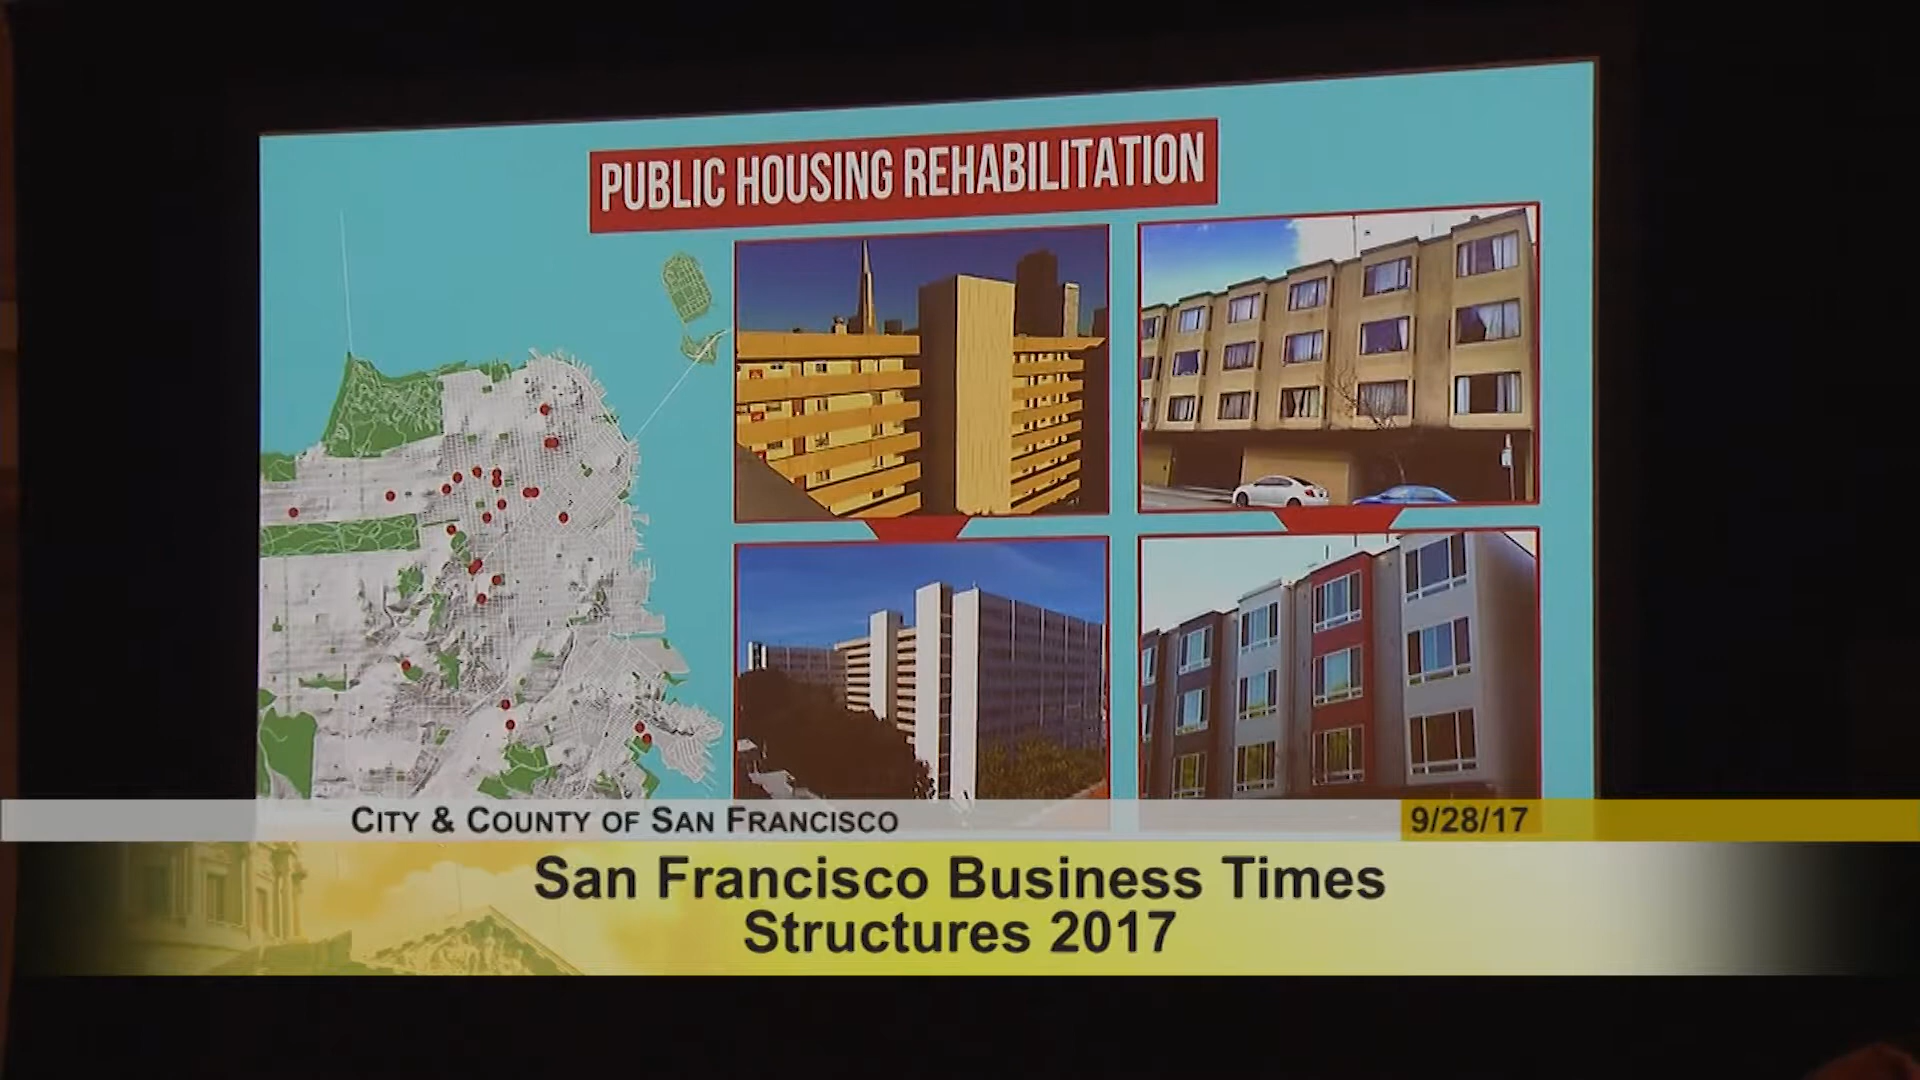 PUBLIC HOUSING REHABILITATION
CITY & COUNTY OF SAN FRANCISCO
9/28/17
San Francisco Business Times
Structures 2017